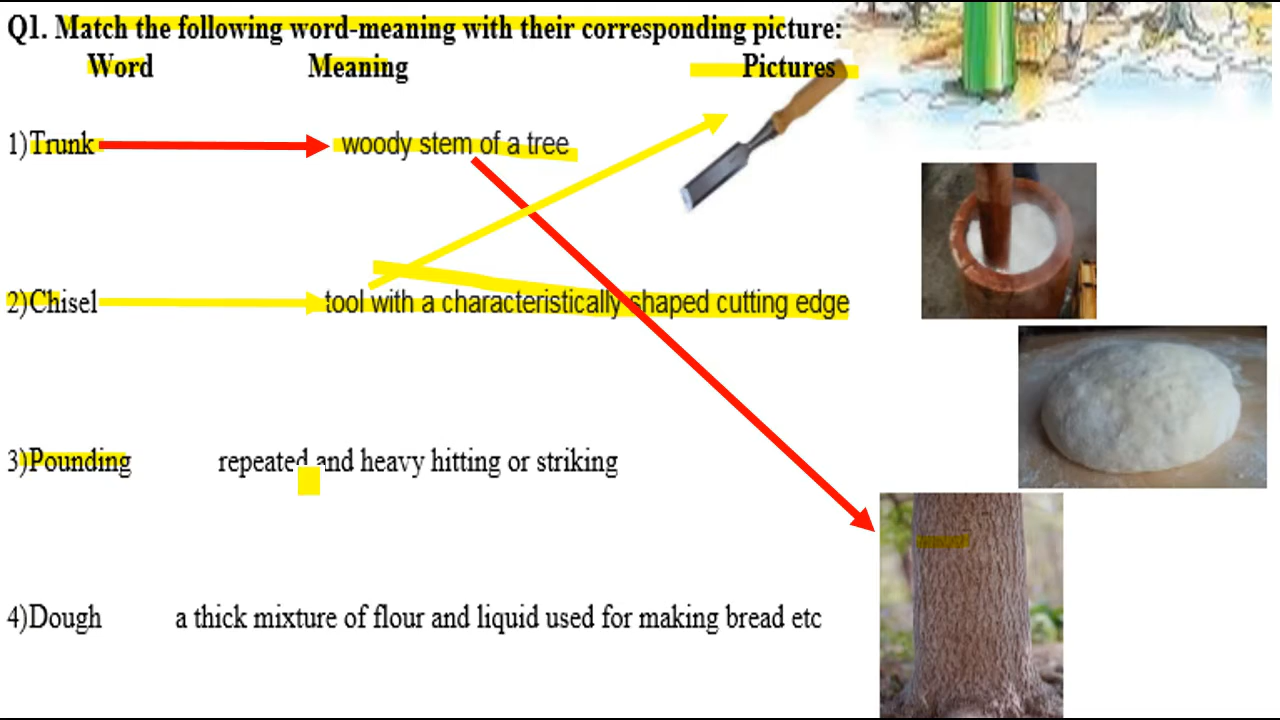 Q1. Match the following word-meaning with their corresponding picture:
Word Meaning Pictures
1)Trunk woody stem of a tree
2)Chisel tool with a characteristically shaped cutting edge
3)Pounding repeated and heavy hitting or striking
4)Dough a thick mixture of flour and liquid used for making bread etc